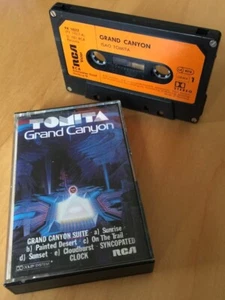 GRAND CANYON
ISAO TOMITA
RCA
1
TOMITA
Grand Canyon
GRAND CANYON SUITE a) Sunrise
b) Painted Desert c) On The Trail
d) Sunset e) Cloudburst SYNCOPATED
CLOCK RCA